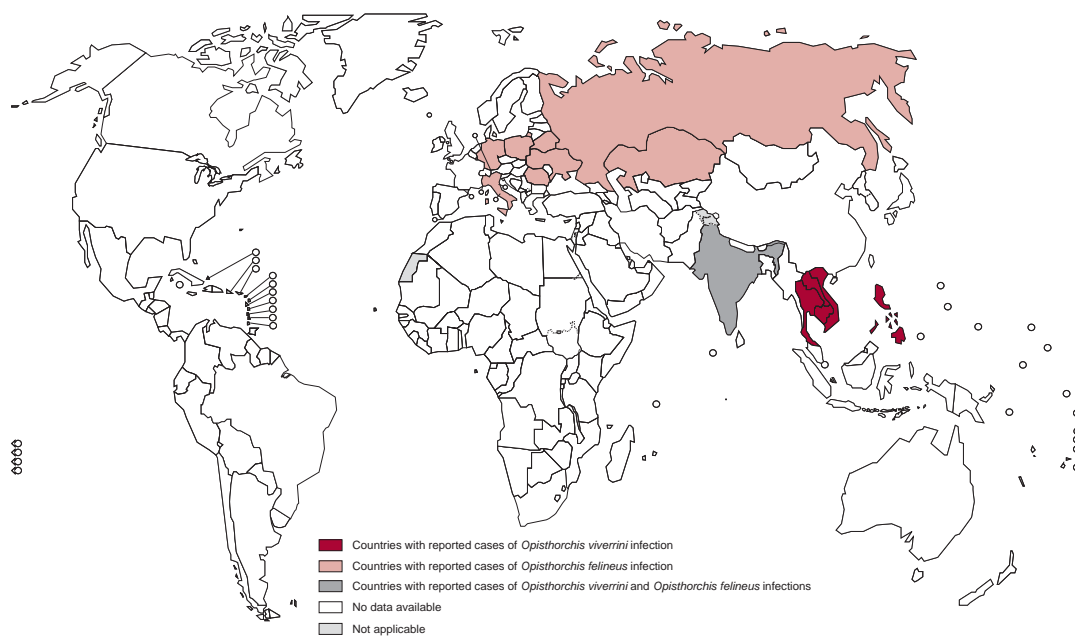 Countries with reported cases of Opisthorchis viverrini infection
Countries with reported cases of Opisthorchis felineus infection
Countries with reported cases of Opisthorchis viverrini and Opisthorchis felineus infections
No data available
Not applicable